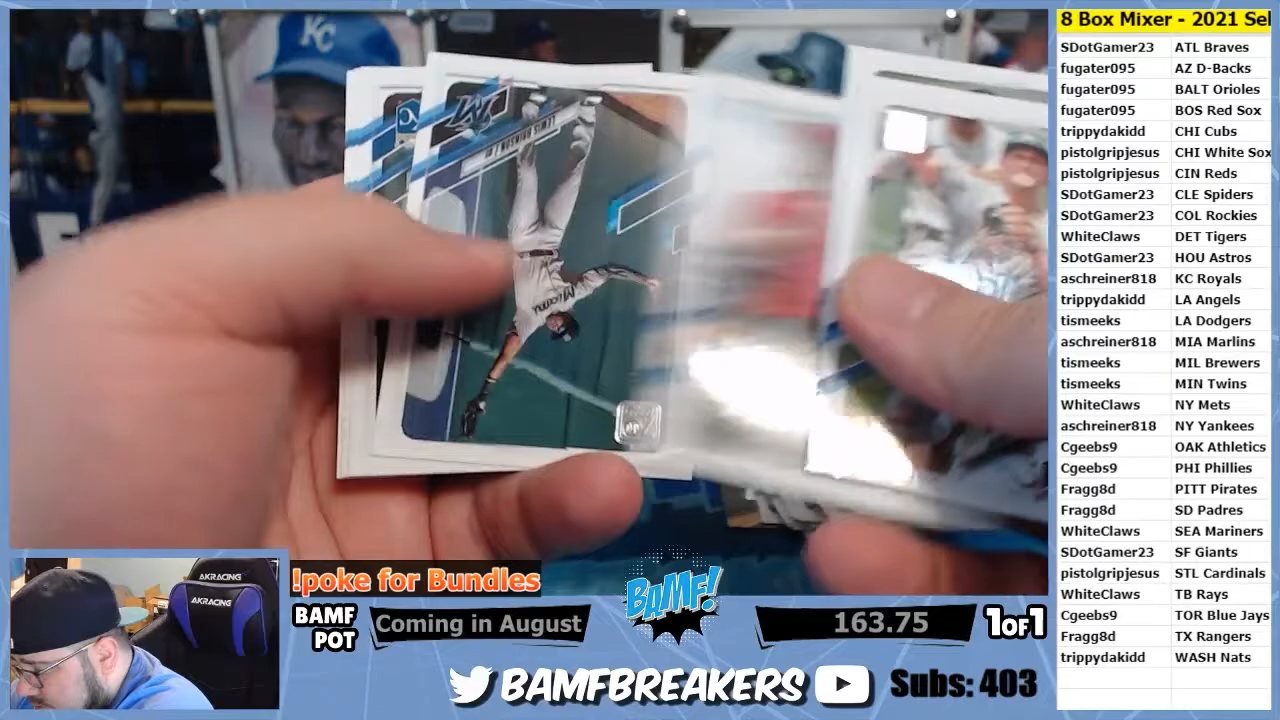 KC
M
LEWIS BRINSON / OF
Miami
8 Box Mixer - 2021 Sel
SDotGamer23 ATL Braves
fugater095 AZ D-Backs
fugater095 BALT Orioles
fugater095 BOS Red Sox
trippydakidd CHI Cubs
pistolgripjesus CHI White Sox
pistolgripjesus CIN Reds
SDotGamer23 CLE Spiders
SDotGamer23 COL Rockies
WhiteClaws DET Tigers
SDotGamer23 HOU Astros
aschreiner818 KC Royals
trippydakidd LA Angels
tismeeks LA Dodgers
aschreiner818 MIA Marlins
tismeeks MIL Brewers
tismeeks MIN Twins
WhiteClaws NY Mets
aschreiner818 NY Yankees
Cgeebs9 OAK Athletics
Cgeebs9 PHI Phillies
Fragg8d PITT Pirates
Fragg8d SD Padres
WhiteClaws SEA Mariners
SDotGamer23 SF Giants
pistolgripjesus STL Cardinals
WhiteClaws TB Rays
Cgeebs9 TOR Blue Jays
Fragg8d TX Rangers
trippydakidd WASH Nats
AKRACING
AKRACING
!poke for Bundles
BAMF POT
Coming in August
BAMF!
163.75
1OF1
BAMFBREAKERS
Subs: 403